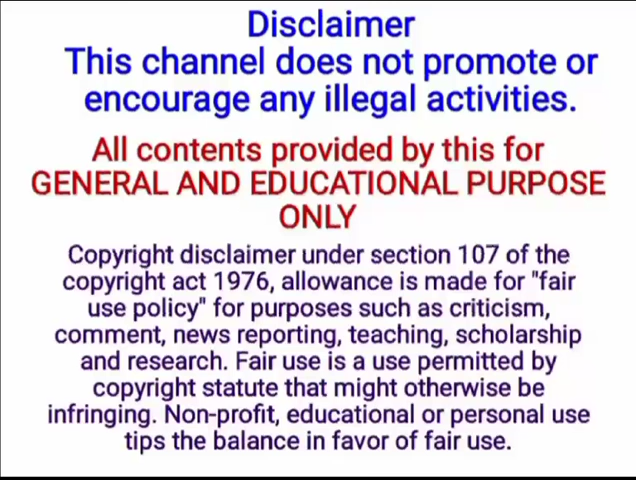 Disclaimer
This channel does not promote or
encourage any illegal activities.
All contents provided by this for
GENERAL AND EDUCATIONAL PURPOSE
ONLY
Copyright disclaimer under section 107 of the
copyright act 1976, allowance is made for "fair
use policy" for purposes such as criticism,
comment, news reporting, teaching, scholarship
and research. Fair use is a use permitted by
copyright statute that might otherwise be
infringing. Non-profit, educational or personal use
tips the balance in favor of fair use.